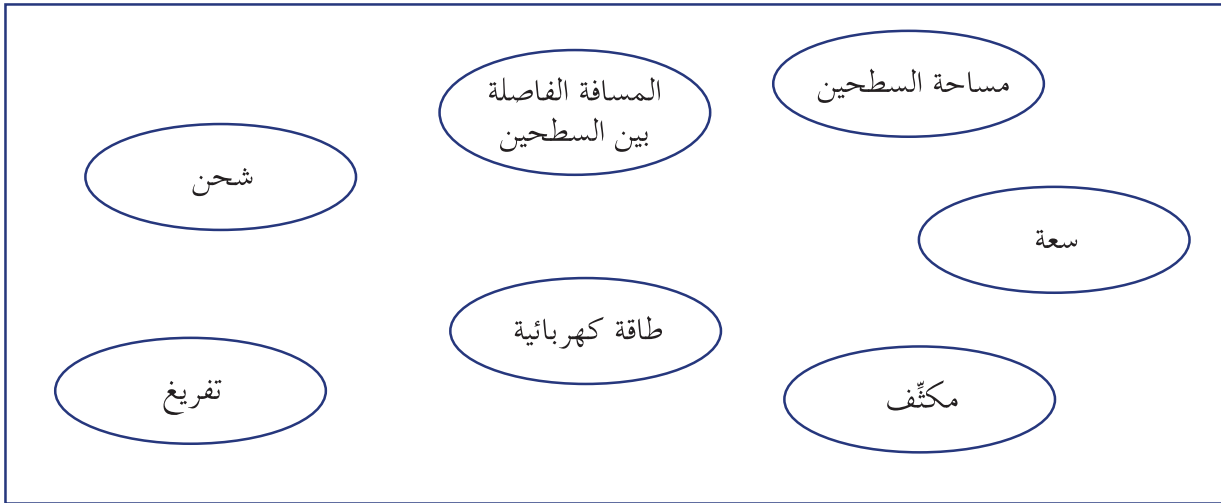 مساحة السطحين
المسافة الفاصلة
بين السطحين
شحن
سعة
طاقة كهربائية
مكثِّف
تفريغ